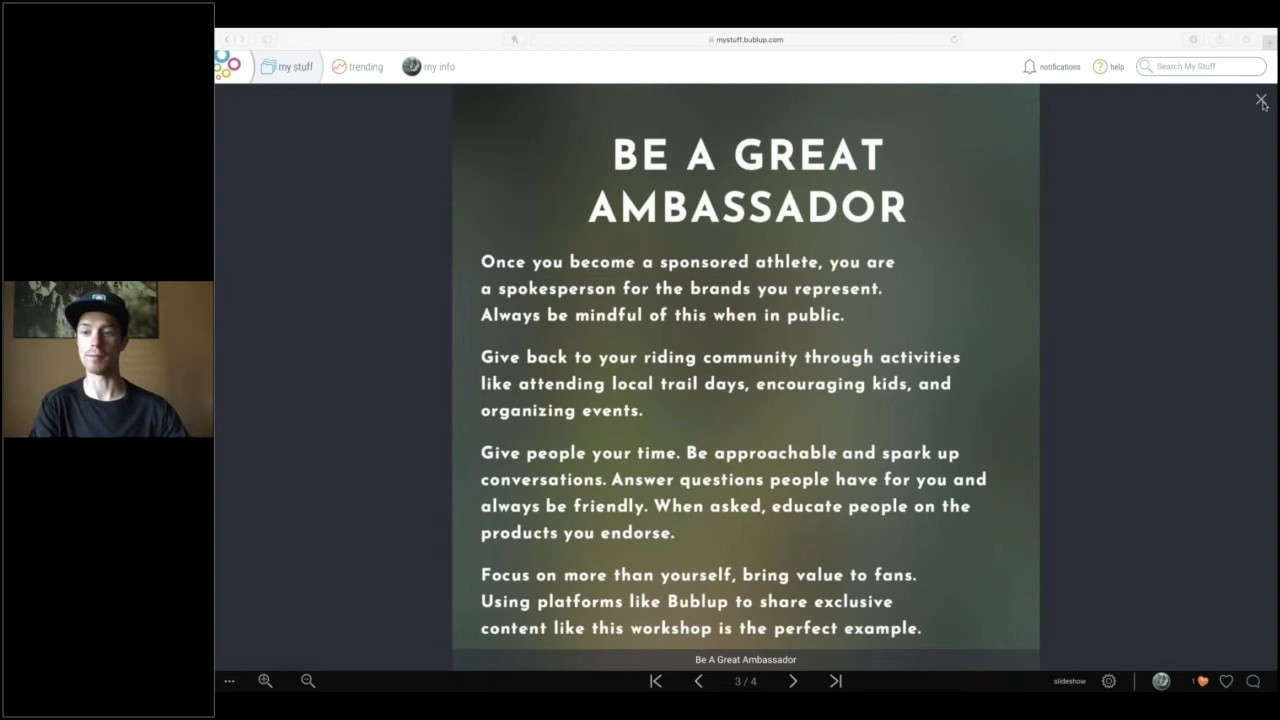 mystuff.bublup.com
my stuff
trending
my info
notifications
help
Search My Stuff
BE A GREAT
AMBASSADOR
Once you become a sponsored athlete, you are
a spokesperson for the brands you represent.
Always be mindful of this when in public.
Give back to your riding community through activities
like attending local trail days, encouraging kids, and
organizing events.
Give people your time. Be approachable and spark up
conversations. Answer questions people have for you and
always be friendly. When asked, educate people on the
products you endorse.
Focus on more than yourself, bring value to fans.
Using platforms like Bublup to share exclusive
content like this workshop is the perfect example.
Be A Great Ambassador
3 / 4
slideshow
1